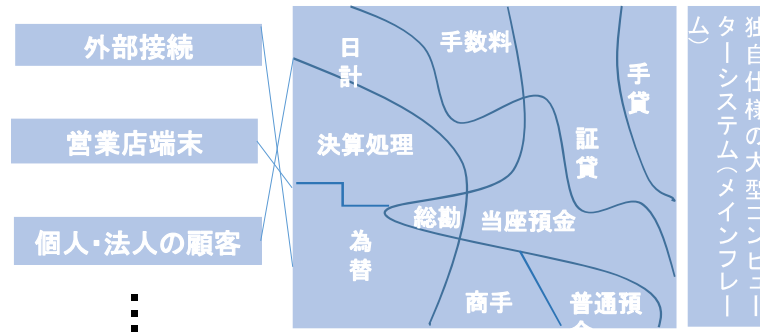 外部接続
営業店端末
個人・法人の顧客
日計
手数料
手貸
決算処理
証貸
総勘
当座預金
為替
商手
普通預金
独自仕様の大型コンピュー
ターシステム(メインフレー
ム)